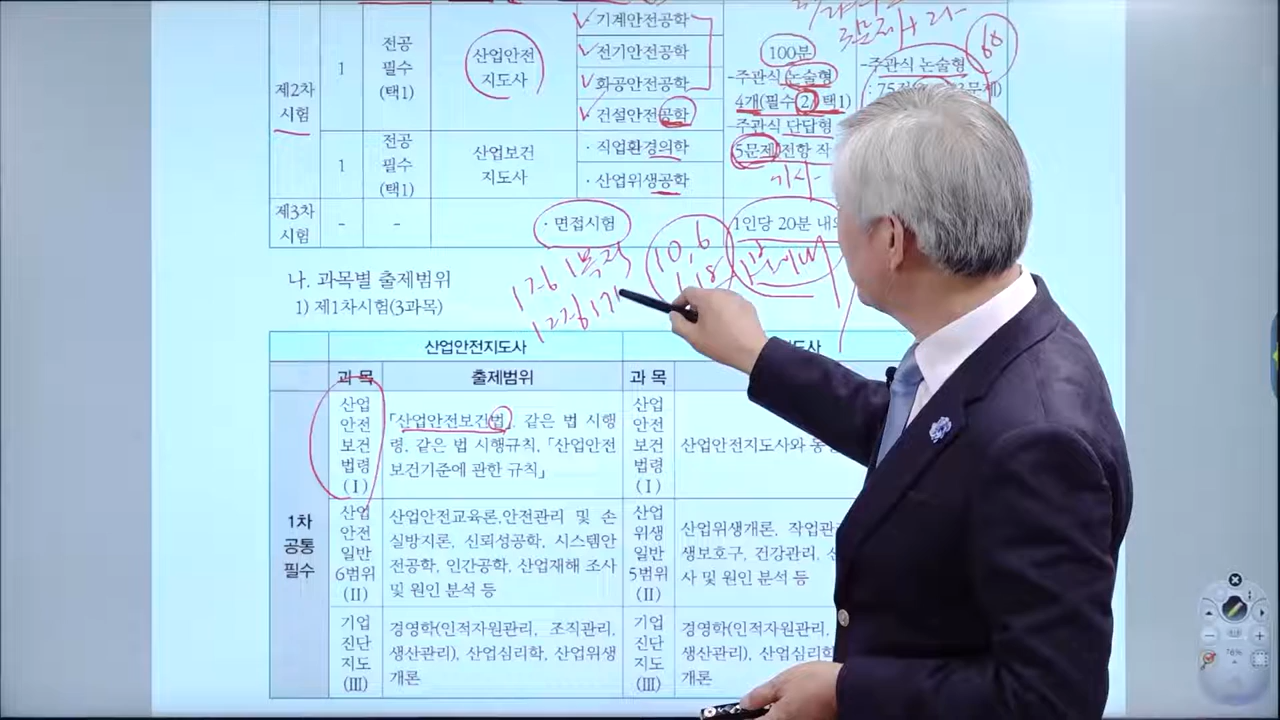 제2차
시험
1
전공
필수
(택1)
산업안전
지도사
기계안전공학
전기안전공학
화공안전공학
건설안전공학
100분
-주관식 논술형
4개(필수 2/ 택1)
-주관식 단답형
5문제 전항 작
-주관식 논술형
60
1
전공
필수
(택1)
산업보건
지도사
· 직업환경의학
· 산업위생공학
기사
제3차
시험
-
-
· 면접시험
1인당 20분 내외
10, 6
나. 과목별 출제범위
1) 제1차시험(3과목)
산업안전지도사
과 목
출제범위
과 목
1차
공통
필수
산업
안전
보건
법령
(Ⅰ)
「산업안전보건법」, 같은 법 시행
령, 같은 법 시행규칙, 「산업안전
보건기준에 관한 규칙」
산업
안전
보건
법령
(Ⅰ)
산업안전지도사와 동
산업
안전
일반
6범위
(Ⅱ)
산업안전교육론,안전관리 및 손
실방지론, 신뢰성공학, 시스템안
전공학, 인간공학, 산업재해 조사
및 원인 분석 등
산업
위생
일반
5범위
(Ⅱ)
산업위생개론, 작업관
생보호구, 건강관리, 산
사 및 원인 분석 등
기업
진단
지도
(Ⅲ)
경영학(인적자원관리, 조직관리,
생산관리), 산업심리학, 산업위생
개론
기업
진단
지도
(Ⅲ)
경영학(인적자원관리,
생산관리), 산업심리학
개론
76%